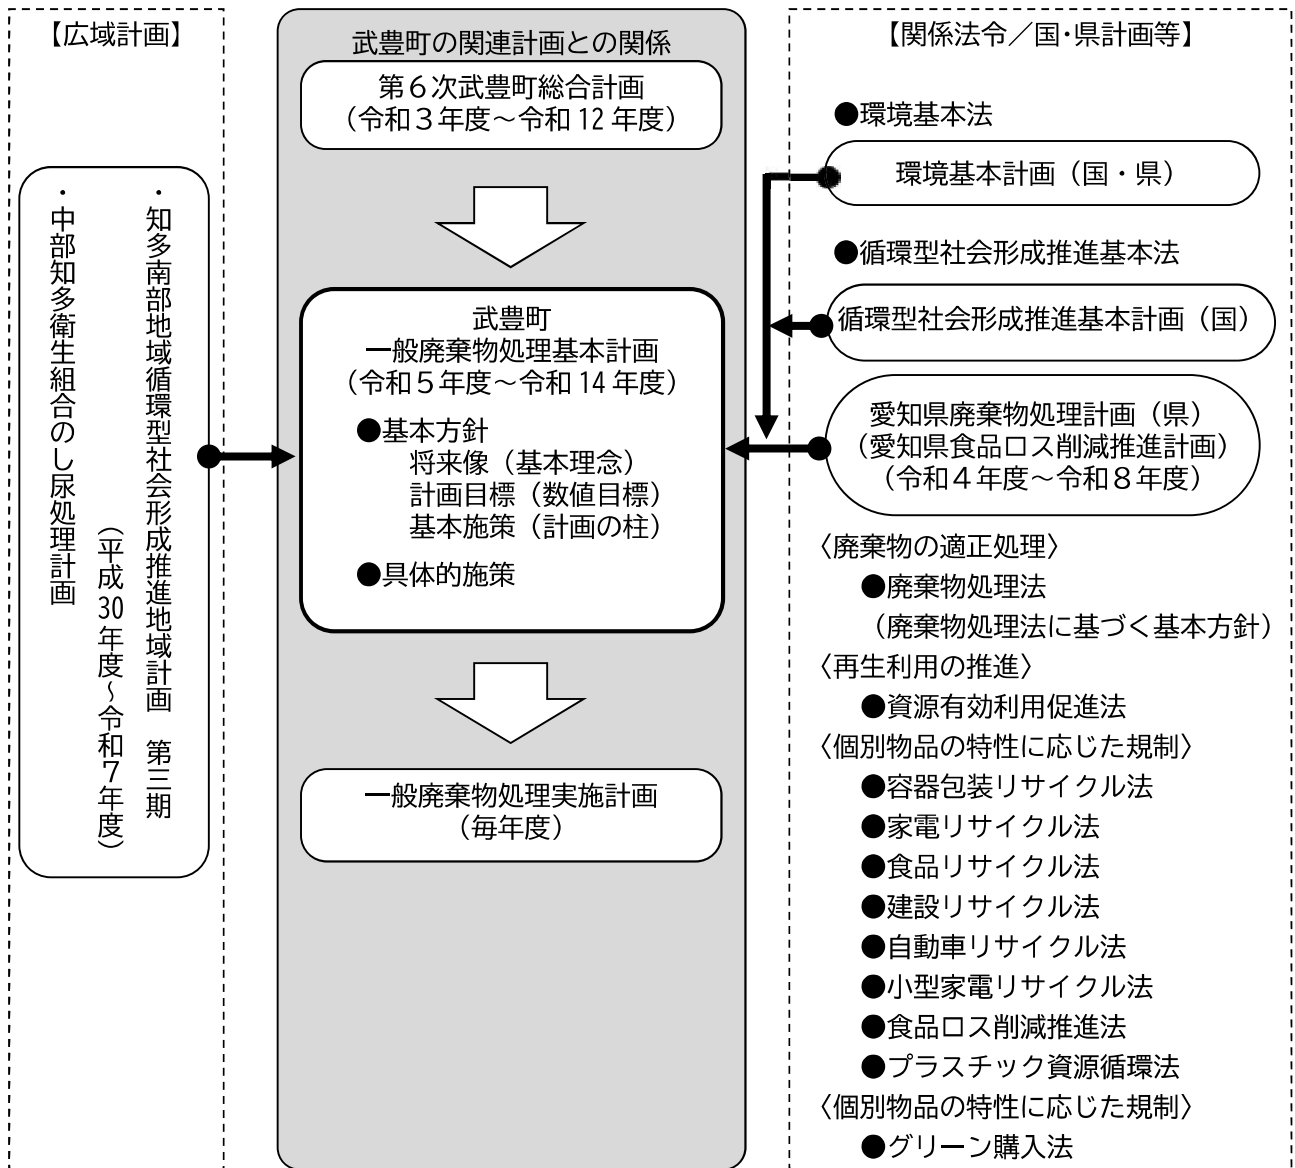 【広域計画】
・知多南部地域循環型社会形成推進地域計画　第三期
（平成30年度～令和７年度）
・中部知多衛生組合のし尿処理計画
武豊町の関連計画との関係
第６次武豊町総合計画
（令和３年度～令和12年度）
武豊町
一般廃棄物処理基本計画
（令和５年度～令和14年度）
●基本方針
将来像（基本理念）
計画目標（数値目標）
基本施策（計画の柱）
●具体的施策
一般廃棄物処理実施計画
（毎年度）
【関係法令／国・県計画等】
●環境基本法
環境基本計画（国・県）
●循環型社会形成推進基本法
循環型社会形成推進基本計画（国）
愛知県廃棄物処理計画（県）
（愛知県食品ロス削減推進計画）
（令和４年度～令和８年度）
〈廃棄物の適正処理〉
●廃棄物処理法
（廃棄物処理法に基づく基本方針）
〈再生利用の推進〉
●資源有効利用促進法
〈個別物品の特性に応じた規制〉
●容器包装リサイクル法
●家電リサイクル法
●食品リサイクル法
●建設リサイクル法
●自動車リサイクル法
●小型家電リサイクル法
●食品ロス削減推進法
●プラスチック資源循環法
〈個別物品の特性に応じた規制〉
●グリーン購入法